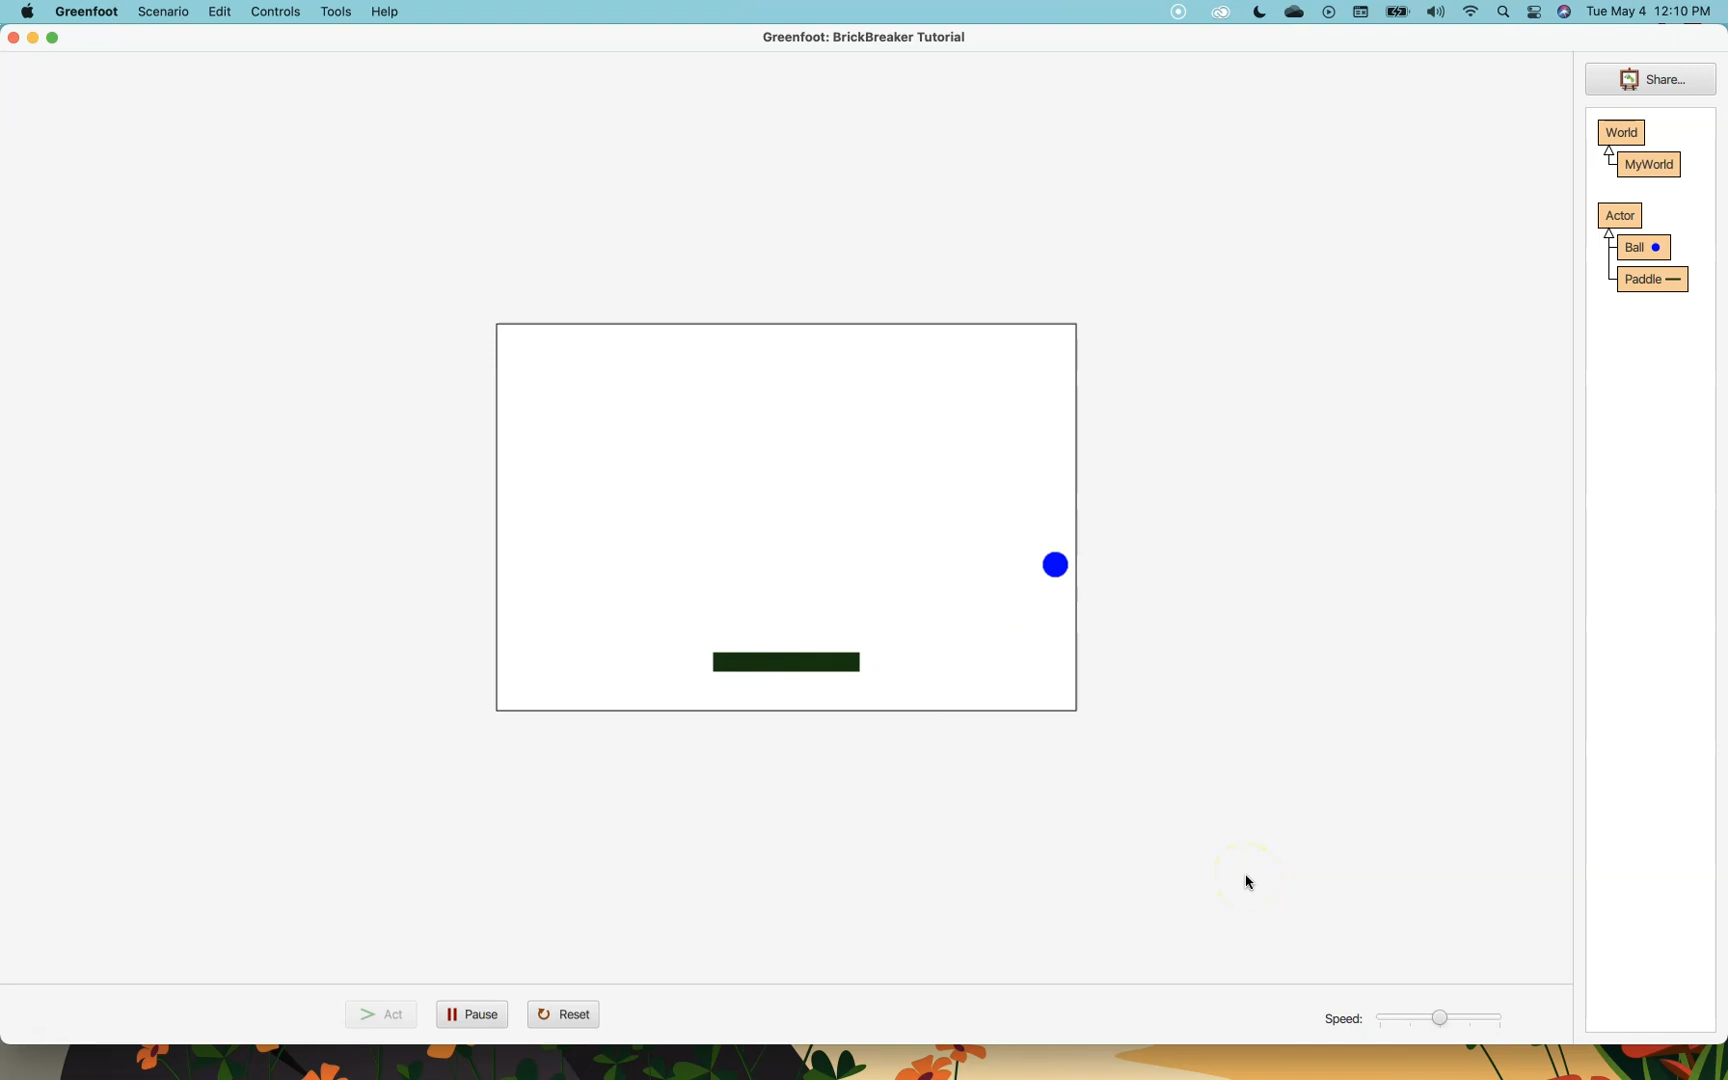 Greenfoot Scenario Edit Controls Tools Help Tue May 4 12:10 PM
Greenfoot: BrickBreaker Tutorial
Share...
World
MyWorld
Actor
Ball
Paddle
Act Pause Reset Speed: